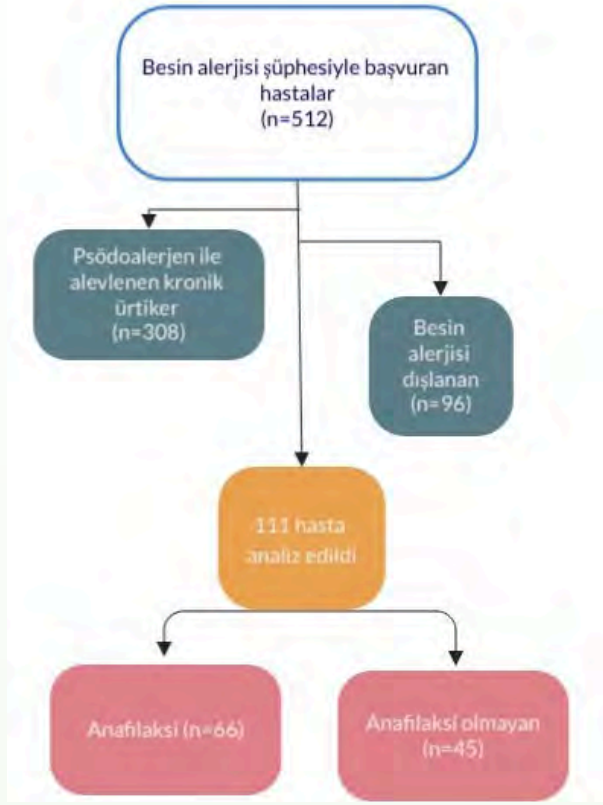 Besin alerjisi şüphesiyle başvuran
hastalar
(n=512)
Psödoalerjen ile
alevlenen kronik
ürtiker
(n=308)
Besin
alerjisi
dışlanan
(n=96)
111 hasta
analiz edildi
Anafilaksi (n=66)
Anafilaksi olmayan
(n=45)